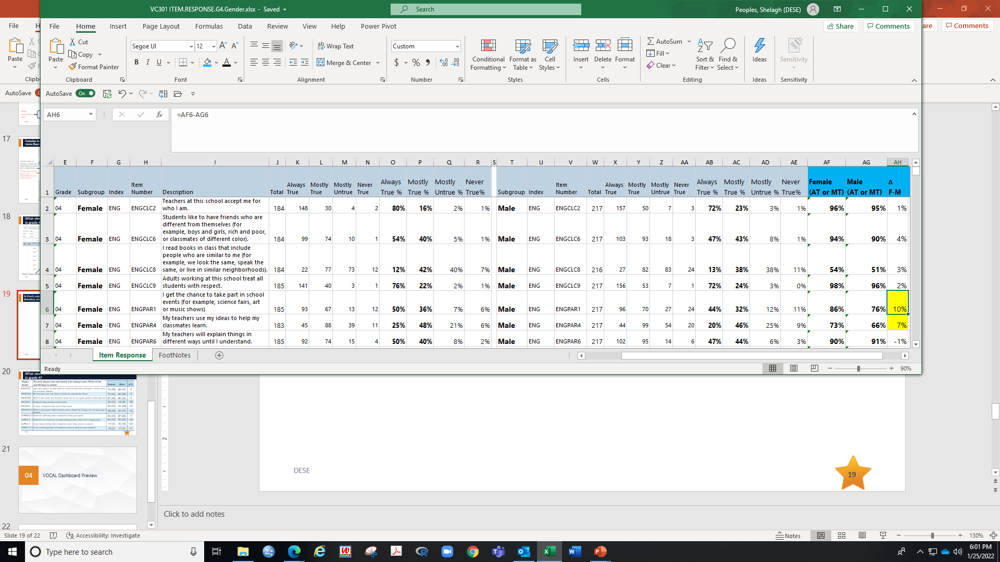 VC301 ITEM.RESPONSE.G4.Gender.xlsx - Saved
Search
Peoples, Shelagh (DESE)
File Home Insert Page Layout Formulas Data Review View Help Power Pivot
Share Comments
Comments
File
Paste
Cut
Copy
Format Painter
Clipboard
Segoe UI 12
B I U
Font
Wrap Text
Merge & Center
Alignment
Custom
$ % ,
Number
Conditional Formatting
Format as Table
Cell Styles
Styles
Insert Delete Format
Cells
AutoSum
Fill
Clear
Sort & Filter
Find & Select
Editing
Ideas
Ideas
Sensitivity
Sensitivity
AutoSave
AutoSave On
AH6
fx
=AF6-AG6
E F G H I J K L M N O P Q R S T U V W X Y Z AA AB AC AD AE AF AG AH
1 Grade Subgroup Index Item Number Description Total Always True Mostly True Mostly Untrue Never True Always True % Mostly True % Mostly Untrue % Never True% Subgroup Index Item Number Total Always True Mostly True Mostly Untrue Never True Always True % Mostly True % Mostly Untrue % Never True% Female (AT or MT) Male (AT or MT) Δ F-M
2 04 Female ENG ENGCLC2 Teachers at this school accept me for who I am. 184 148 30 4 2 80% 16% 2% 1% Male ENG ENGCLC2 217 157 50 7 3 72% 23% 3% 1% 96% 95% 1%
3 04 Female ENG ENGCLC6 Students like to have friends who are different from themselves (for example, boys and girls, rich and poor, or classmates of different color). 184 99 74 10 1 54% 40% 5% 1% Male ENG ENGCLC6 217 103 93 18 3 47% 43% 8% 1% 94% 90% 4%
4 04 Female ENG ENGCLC8 I read books in class that include people who are similar to me (for example, we look the same, speak the same, or live in similar neighborhoods). 184 22 77 73 12 12% 42% 40% 7% Male ENG ENGCLC8 216 27 82 83 24 13% 38% 38% 11% 54% 51% 3%
5 04 Female ENG ENGCLC9 Adults working at this school treat all students with respect. 185 141 40 3 1 76% 22% 2% 1% Male ENG ENGCLC9 217 156 53 7 1 72% 24% 3% 0% 98% 96% 2%
6 04 Female ENG ENGPAR1 I get the chance to take part in school events (for example, science fairs, art or music shows) 185 93 67 13 12 50% 36% 7% 6% Male ENG ENGPAR1 217 96 70 27 24 44% 32% 12% 11% 86% 76% 10%
7 04 Female ENG ENGPAR4 My teachers use my ideas to help my classmates learn. 183 45 88 39 11 25% 48% 21% 6% Male ENG ENGPAR4 217 44 99 54 20 20% 46% 25% 9% 73% 66% 7%
8 04 Female ENG ENGPAR6 My teachers will explain things in different ways until I understand. 185 92 74 15 4 50% 40% 8% 2% Male ENG ENGPAR6 217 102 95 14 6 47% 44% 6% 3% 90% 91% -1%
Item Response FootNotes
Ready
90%
17
18
19
20
21
04 VOCAL Dashboard Preview
22
2
DESE
19
Click to add notes
Slide 19 of 22
Accessibility: Investigate
Notes
130%
Type here to search
6:01 PM
1/25/2022